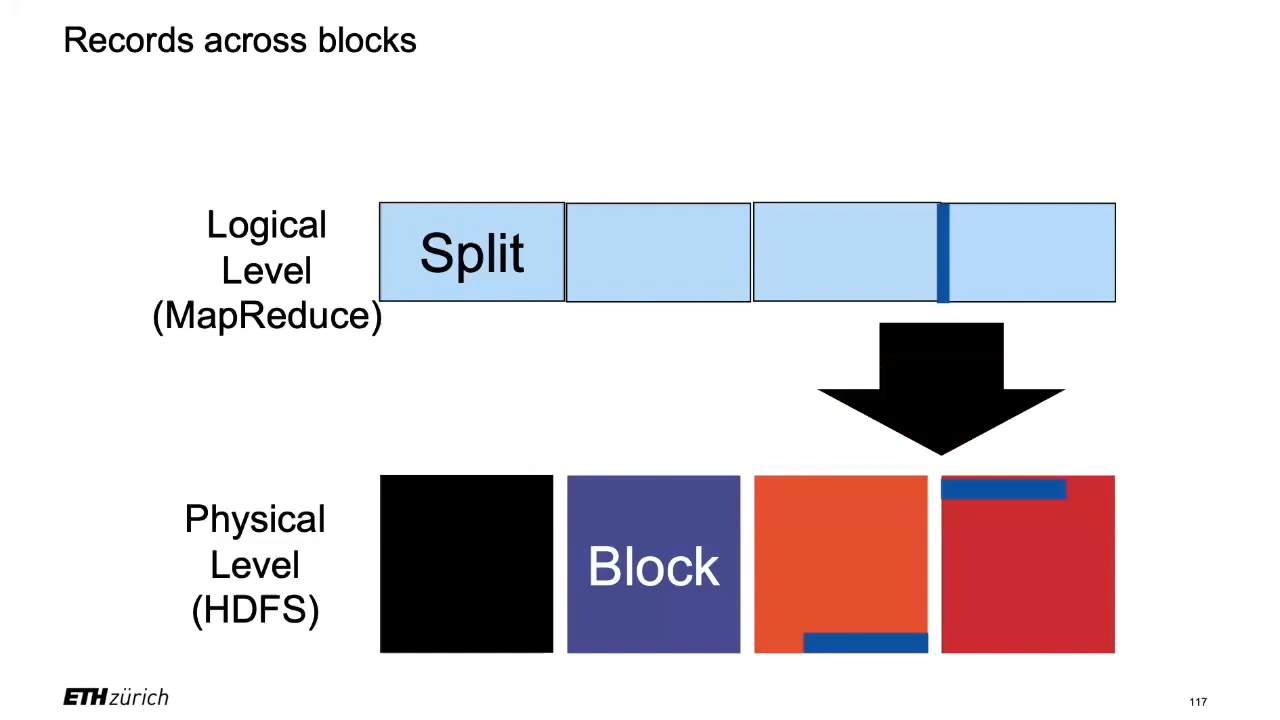 Records across blocks
Logical
Level
(MapReduce)
Split
Physical
Level
(HDFS)
Block
ETH zürich
117